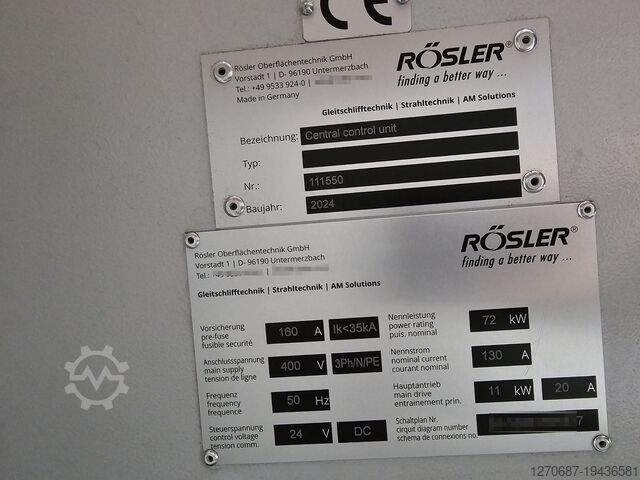 CE
Rösler Oberflächentechnik GmbH
Vorstadt 1 | D- 96190 Untermerzbach
Tel.: +49 9533 924-0 |
Made in Germany
RÖSLER®
finding a better way ...
Gleitschlifftechnik | Strahltechnik | AM Solutions
Bezeichnung: Central control unit
Typ:
Nr.: 111550
Baujahr: 2024
Rösler Oberflächentechnik GmbH
Vorstadt 1 | D- 96190 Untermerzbach
Tel.:
RÖSLER®
finding a better way ...
Gleitschlifftechnik | Strahltechnik | AM Solutions
Vorsicherung
pre-fuse
fusible securité
160 A Ik<35kA
Nennleistung
power rating
puis. nominal
72 kW
Anschlussspannung
main supply
tension de ligne
400 V 3Ph/N/PE
Nennstrom
nominal current
courant nominal
130 A
Frequenz
frequency
frequence
50 Hz
Hauptantrieb
main drive
entrainement prin.
11 kW 20 A
Steuerspannung
control voltage
tension comm.
24 V DC
Schaltplan Nr.
cirquit diagram number
schema de connexions no.
7
1270687-19436581